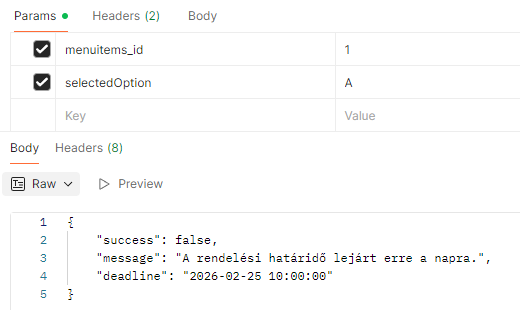 Params Headers (2) Body
menuitems_id 1
selectedOption A
Key Value
Body Headers (8)
Raw Preview
1 {
2 "success": false,
3 "message": "A rendelési határidő lejárt erre a napra.",
4 "deadline": "2026-02-25 10:00:00"
5 }